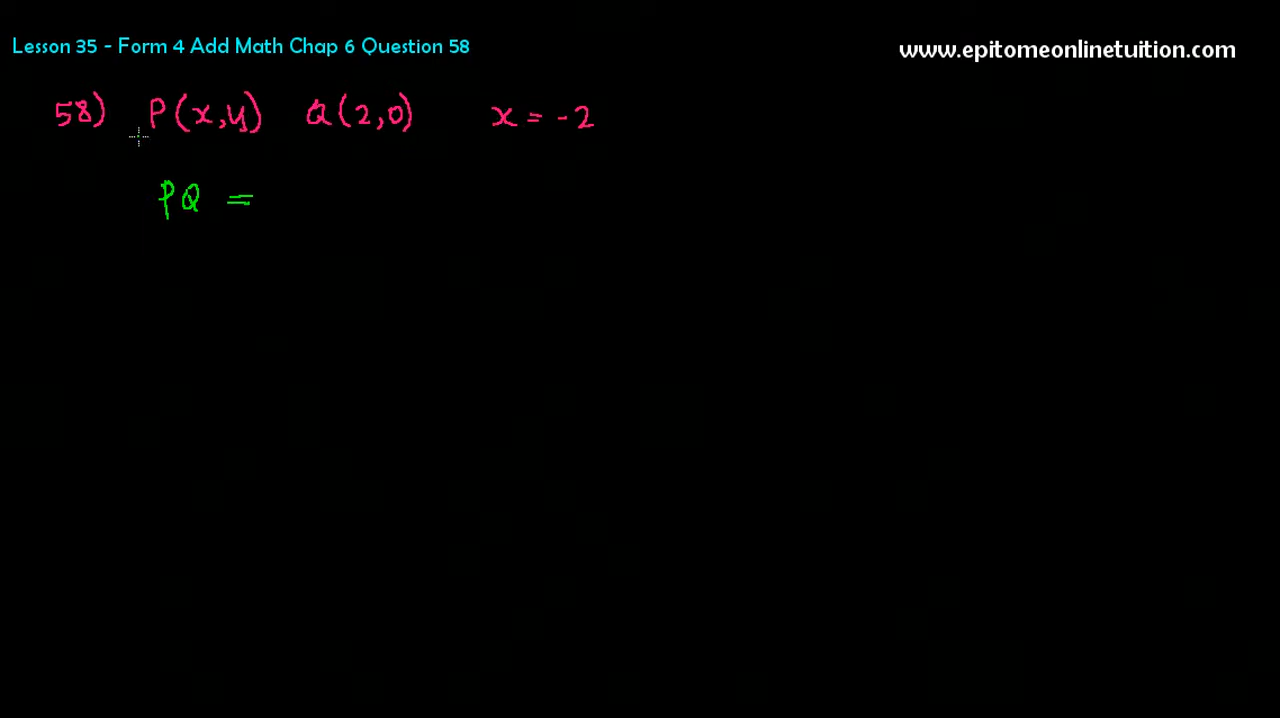 Lesson 35 - Form 4 Add Math Chap 6 Question 58
www.epitomeonlinetuition.com
58) P(x,y) Q(2,0) x = -2
PQ =